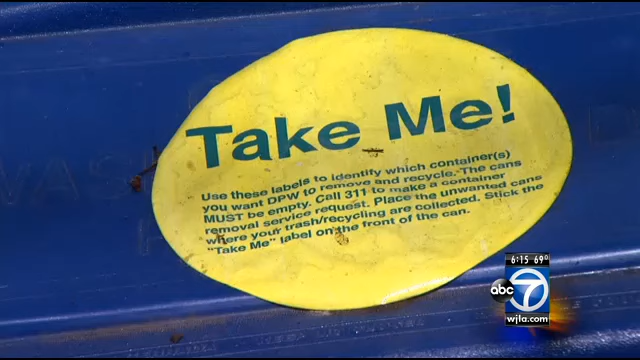 Take Me!
Use these labels to identify which container(s)
you want DPW to remove and recycle. The cans
MUST be empty. Call 311 to make a container
removal service request. Place the unwanted cans
where your trash/recycling are collected. Stick the
"Take Me" label on the front of the can.
6:15 69°
abc 7
wjla.com